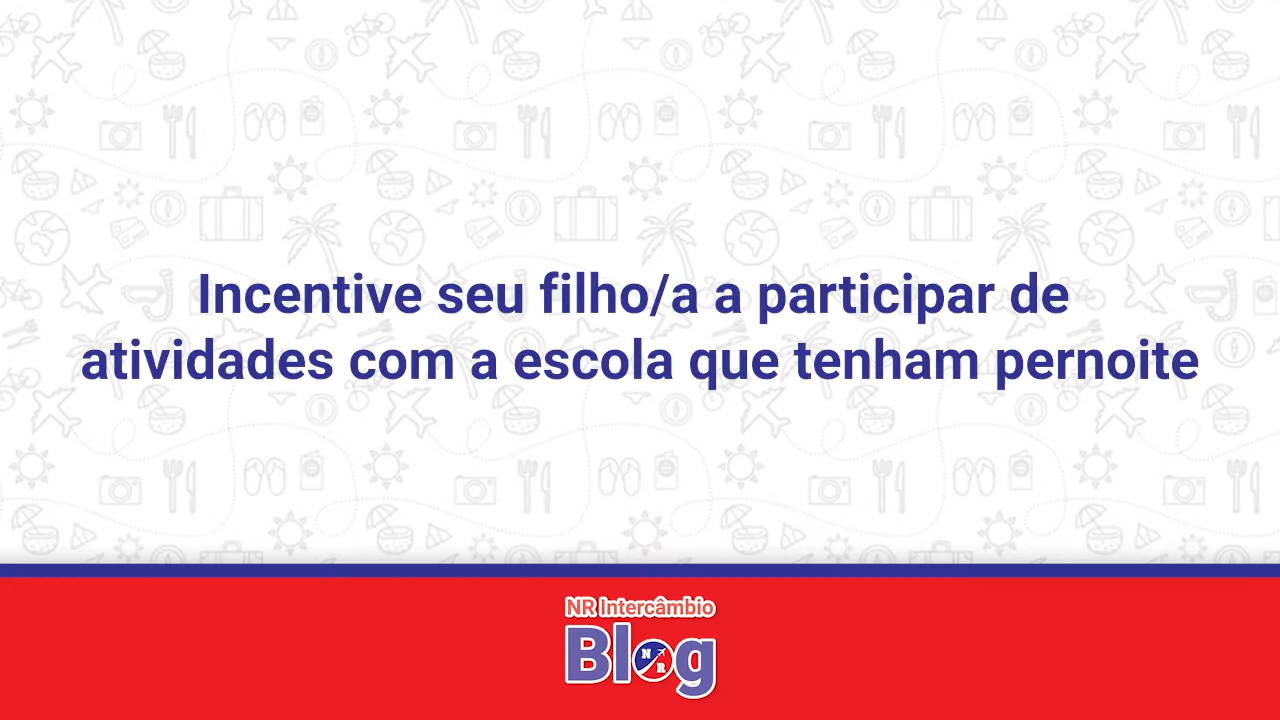 Incentive seu filho/a a participar de
atividades com a escola que tenham pernoite
NR Intercâmbio
Blog
N
R